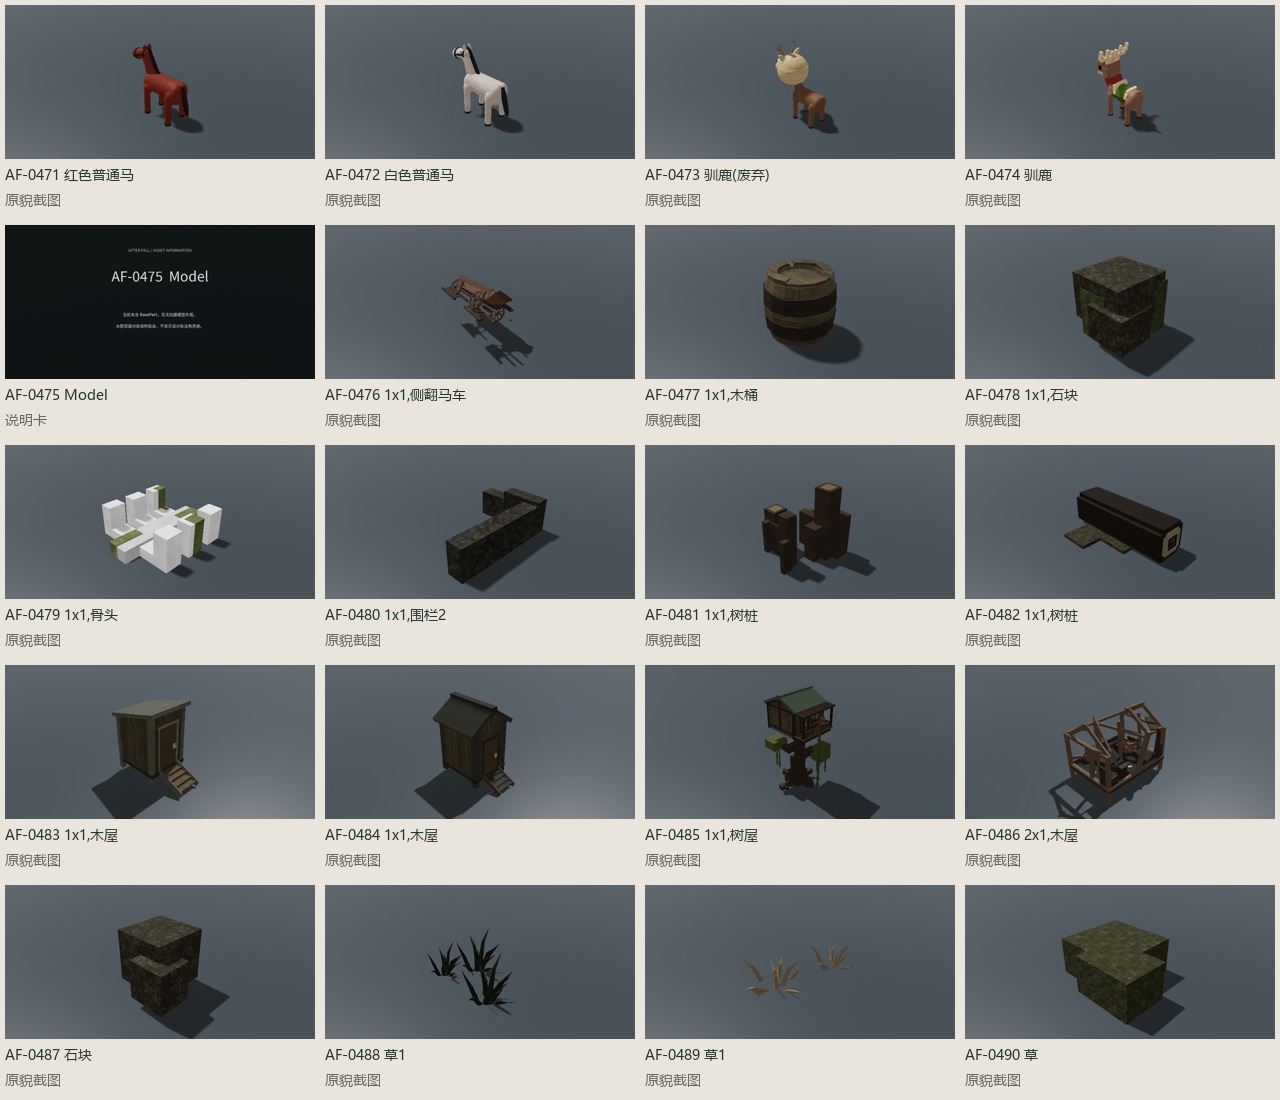 AF-0471 红色普通马
AF-0472 白色普通马
AF-0473 驯鹿(废弃)
AF-0474 驯鹿
原貌截图
原貌截图
原貌截图
原貌截图
AFTER FALL / ASSET INFORMATION
AF-0475 Model
AF-0475 Model
AF-0476 1x1,侧翻马车
AF-0477 1x1,木桶
AF-0478 1x1,石块
说明卡
原貌截图
原貌截图
原貌截图
AF-0479 1x1,骨头
AF-0480 1x1,围栏2
AF-0481 1x1,树桩
AF-0482 1x1,树桩
原貌截图
原貌截图
原貌截图
原貌截图
AF-0483 1x1,木屋
AF-0484 1x1,木屋
AF-0485 1x1,树屋
AF-0486 2x1,木屋
原貌截图
原貌截图
原貌截图
原貌截图
AF-0487 石块
AF-0488 草1
AF-0489 草1
AF-0490 草
原貌截图
原貌截图
原貌截图
原貌截图